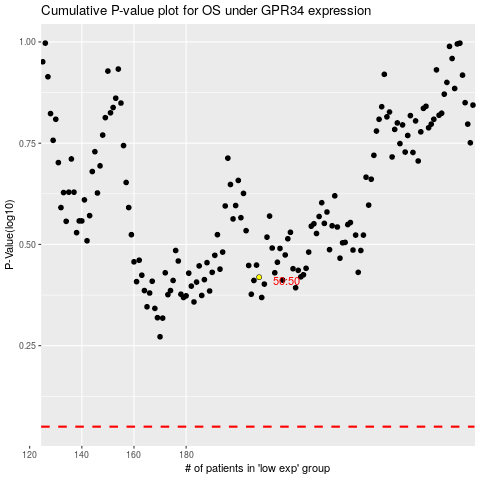 Cumulative P-value plot for OS under GPR34 expression
P-Value(log10)
1.00
0.75
0.50
0.25
50:50
120 140 160 180
# of patients in 'low exp' group